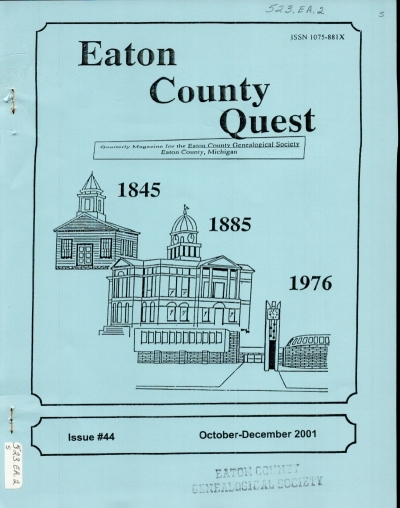 523.EA.2
S
ISSN 1075-881X
Eaton
County
Quest
Quarterly Magazine for the Eaton County Genealogical Society
Eaton County, Michigan
1845
1885
1976
Issue #44
October-December 2001
EATON COUNTY
GENEALOGICAL SOCIETY
523.EA.2
S